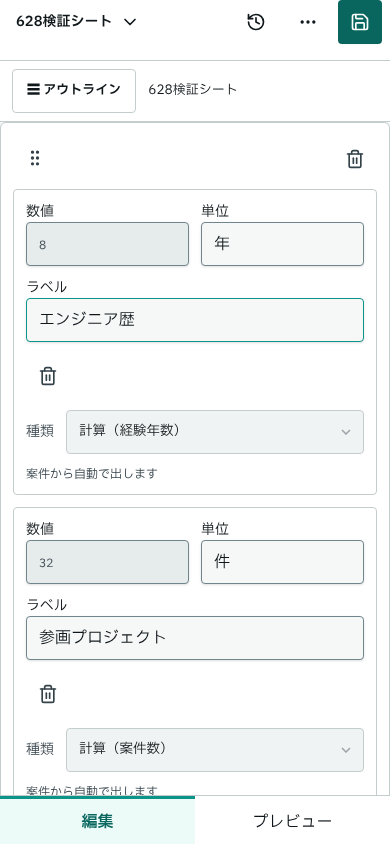 628検証シート
アウトライン
628検証シート
数値
単位
8
年
ラベル
エンジニア歴
種類
計算（経験年数）
案件から自動で出します
数値
単位
32
件
ラベル
参画プロジェクト
種類
計算（案件数）
案件から自動で出します
編集
プレビュー